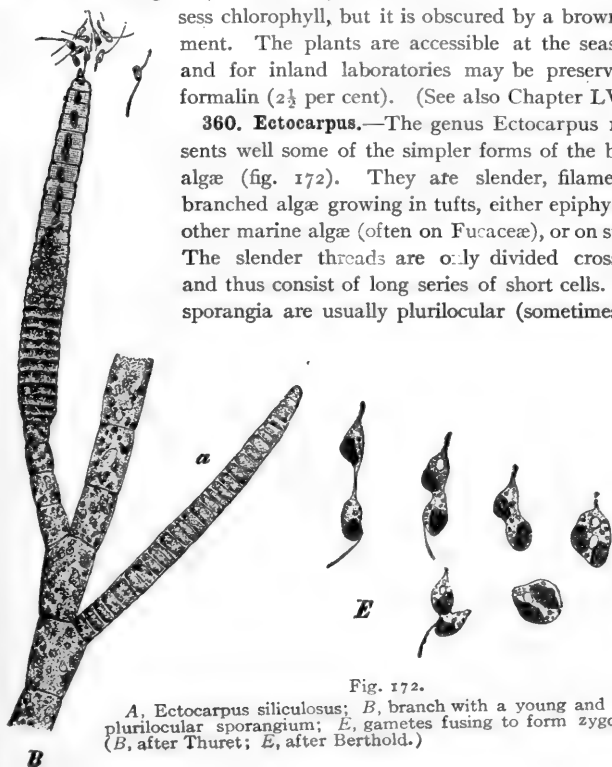 sess chlorophyll, but it is obscured by a brown
ment. The plants are accessible at the seas
and for inland laboratories may be preserv
formalin (2½ per cent). (See also Chapter LV
360. Ectocarpus.—The genus Ectocarpus r
sents well some of the simpler forms of the b
algæ (fig. 172). They are slender, filame
branched algæ growing in tufts, either epiphy
other marine algæ (often on Fucaceæ), or on s
The slender threads are only divided cros
and thus consist of long series of short cells.
sporangia are usually plurilocular (sometimes
a
E
B
Fig. 172.
A, Ectocarpus siliculosus; B, branch with a young and
plurilocular sporangium; E, gametes fusing to form zygo
(B, after Thuret; E, after Berthold.)